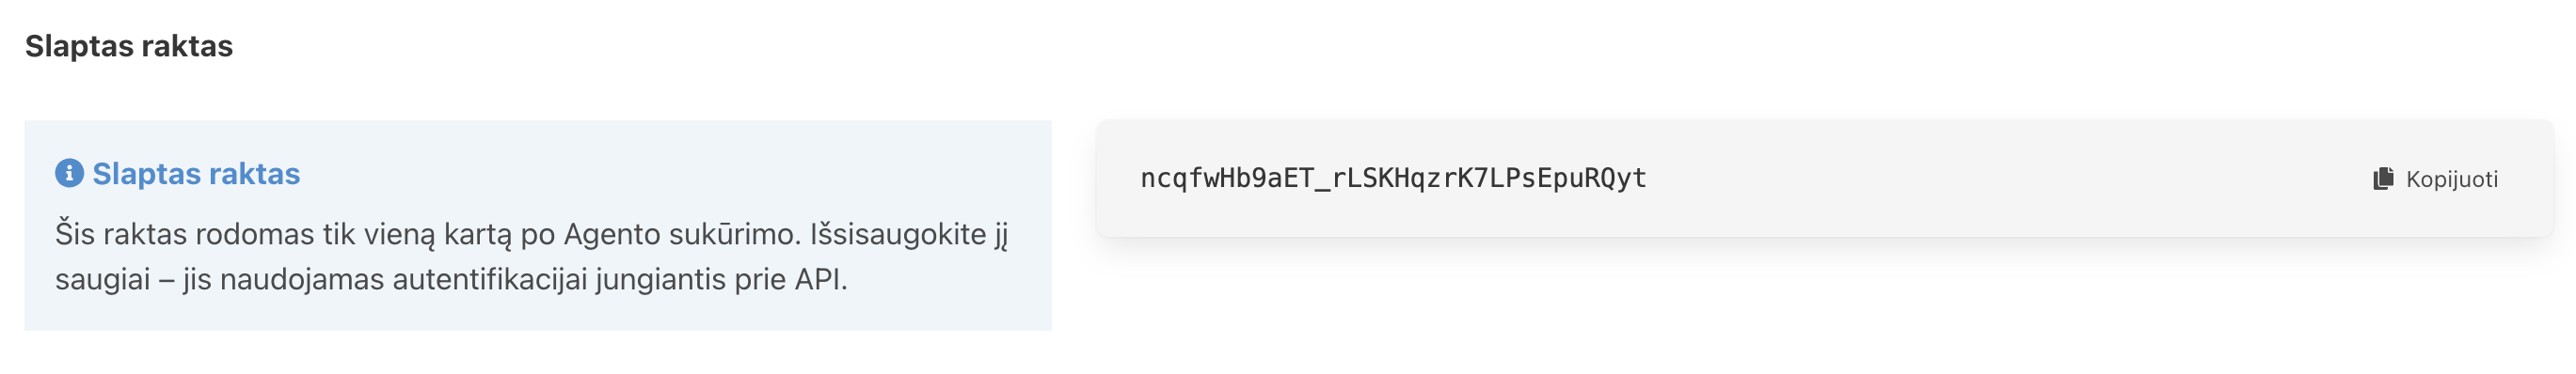 Slaptas raktas
Slaptas raktas
Šis raktas rodomas tik vieną kartą po Agento sukūrimo. Išsisaugokite jį
saugiai – jis naudojamas autentifikacijai jungiantis prie API.
ncqfwHb9aET_rLSKHqzrK7LPsEpuRQyt
Kopijuoti